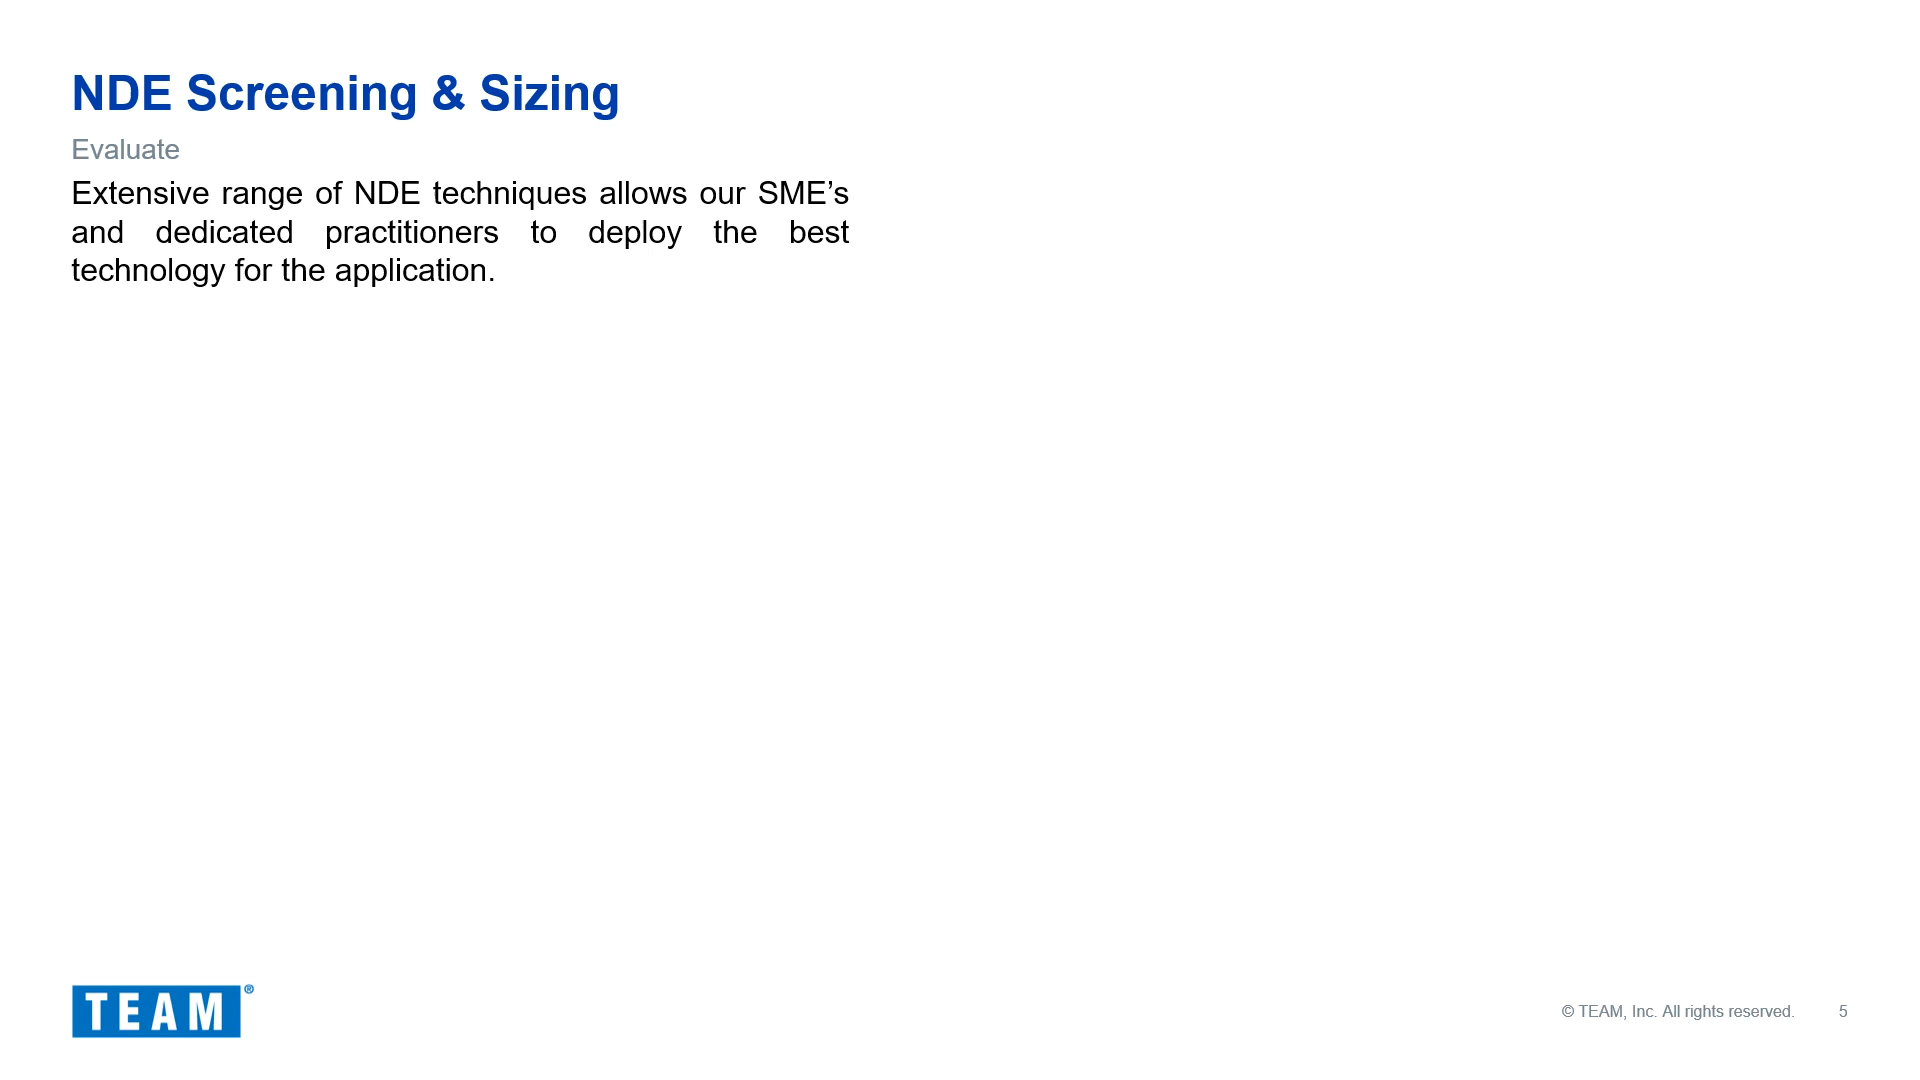 NDE Screening & Sizing
Evaluate
Extensive range of NDE techniques allows our SME’s
and dedicated practitioners to deploy the best
technology for the application.
TEAM®
© TEAM, Inc. All rights reserved. 5